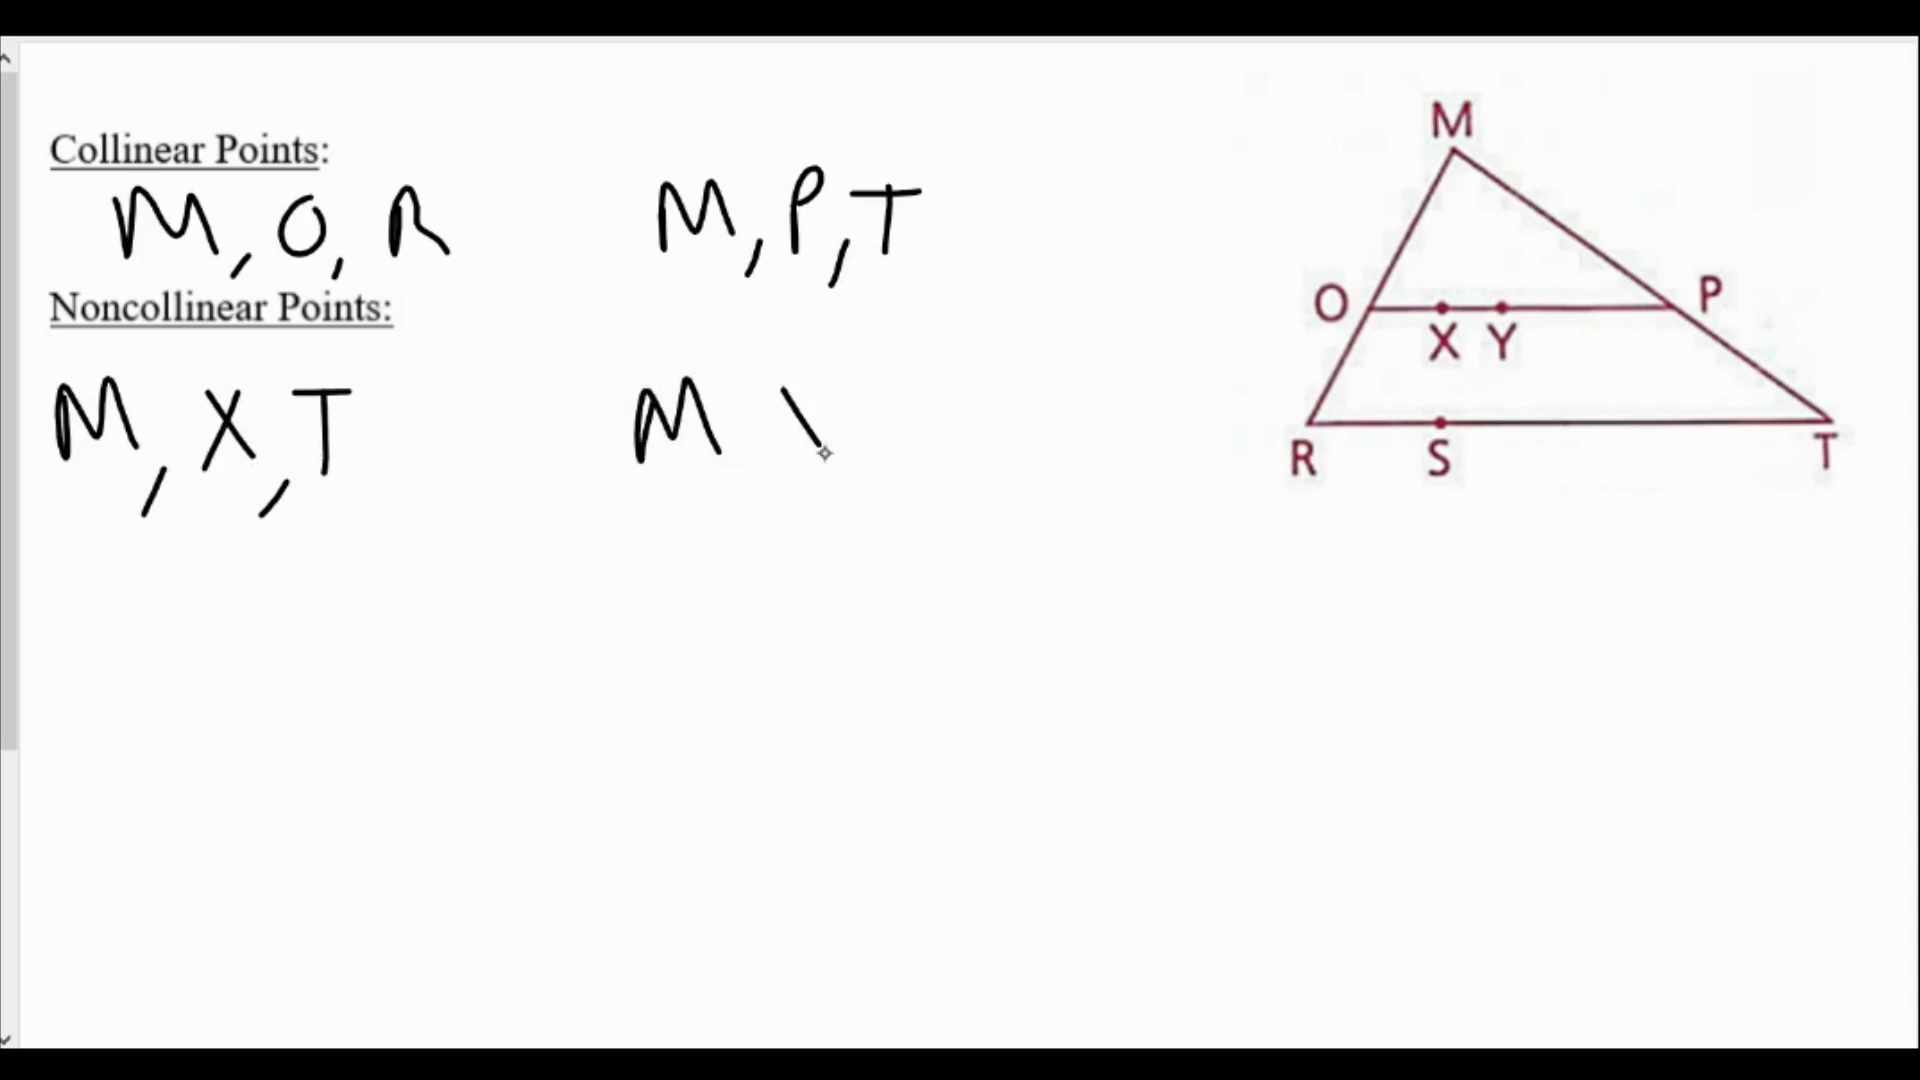 Collinear Points:
M, O, R M, P, T
Noncollinear Points:
M, X, T M
M
O X Y P
R S T